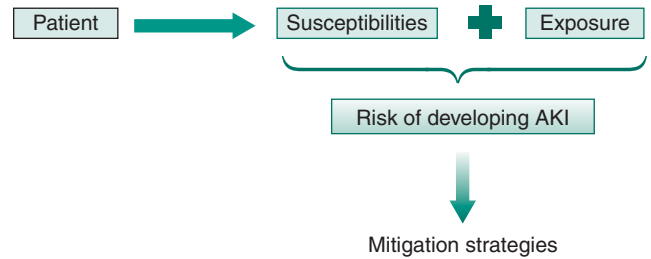 Patient
Susceptibilities
Exposure
Risk of developing AKI
Mitigation strategies